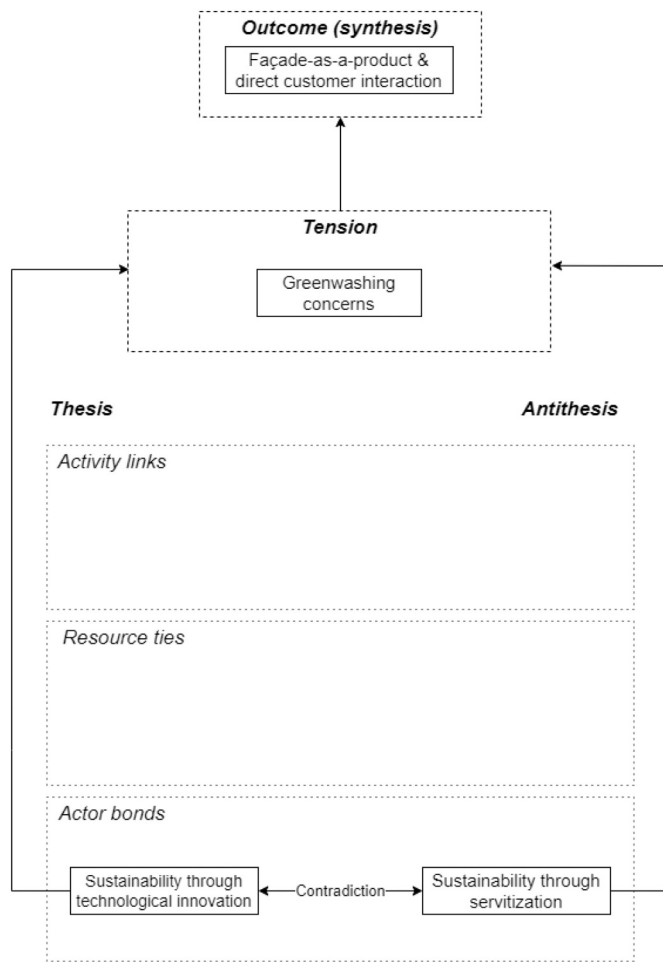 Outcome (synthesis)
Façade-as-a-product &
direct customer interaction
Tension
Greenwashing
concerns
Thesis
Antithesis
Activity links
Resource ties
Actor bonds
Sustainability through
technological innovation
Contradiction
Sustainability through
servitization